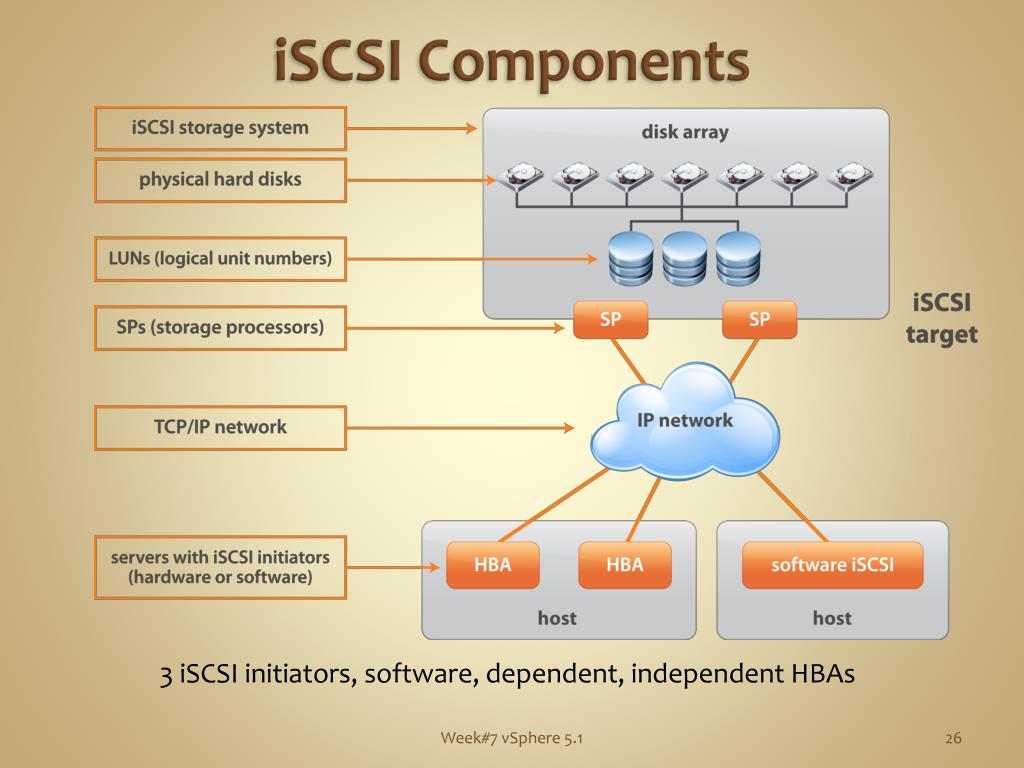 iSCSI Components
iSCSI storage system
disk array
physical hard disks
LUNs (logical unit numbers)
SPs (storage processors)
SP
SP
iSCSI
target
TCP/IP network
IP network
servers with iSCSI initiators
(hardware or software)
HBA
HBA
host
software iSCSI
host
3 iSCSI initiators, software, dependent, independent HBAs
Week#7 vSphere 5.1
26